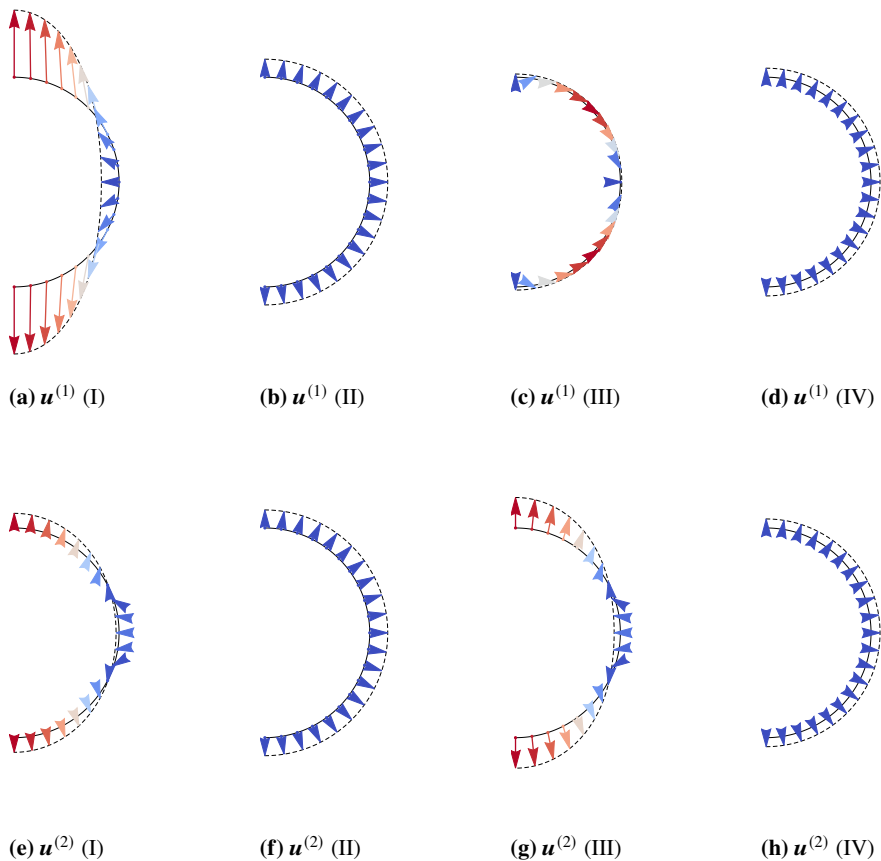 (a) u^(1) (I)
(b) u^(1) (II)
(c) u^(1) (III)
(d) u^(1) (IV)
(e) u^(2) (I)
(f) u^(2) (II)
(g) u^(2) (III)
(h) u^(2) (IV)